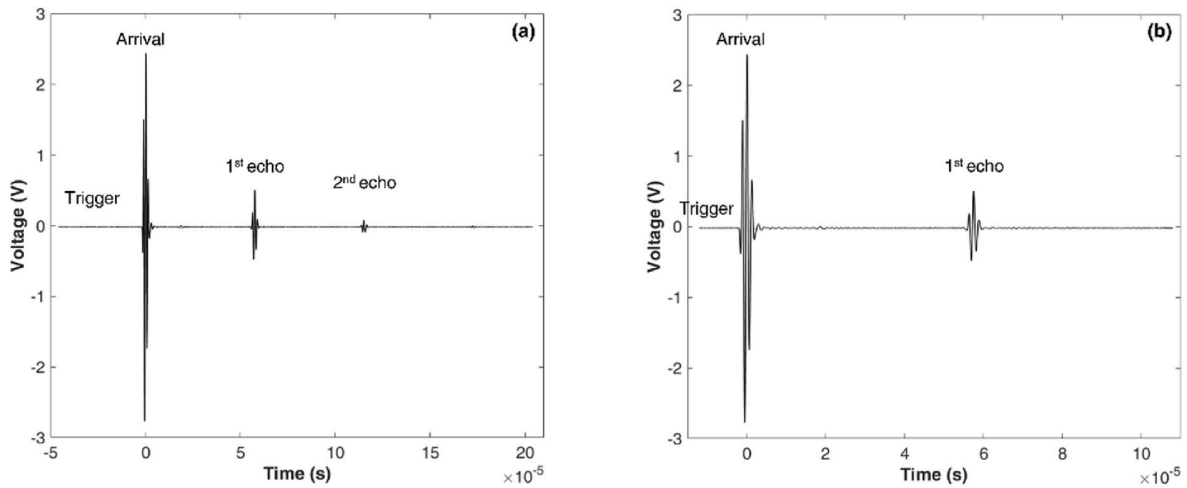 (a)
Arrival
1st echo
2nd echo
Trigger
Voltage (V)
3
2
1
0
-1
-2
-3
-5
0
5
10
15
20
Time (s)
×10-5
(b)
Arrival
1st echo
Trigger
Voltage (V)
3
2
1
0
-1
-2
-3
0
2
4
6
8
10
Time (s)
×10-5